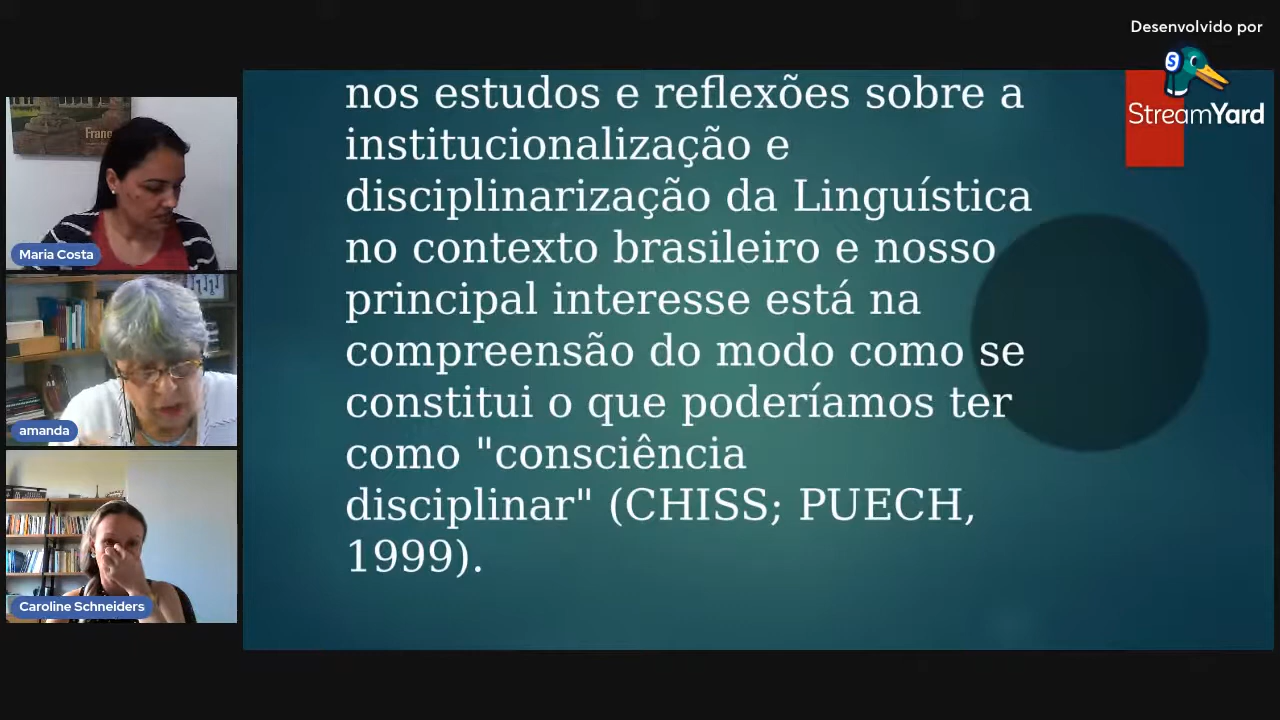 Desenvolvido por
StreamYard
nos estudos e reflexões sobre a
institucionalização e
disciplinarização da Linguística
no contexto brasileiro e nosso
principal interesse está na
compreensão do modo como se
constitui o que poderíamos ter
como "consciência
disciplinar" (CHISS; PUECH,
1999).
Franc
Maria Costa
amanda
Caroline Schneiders